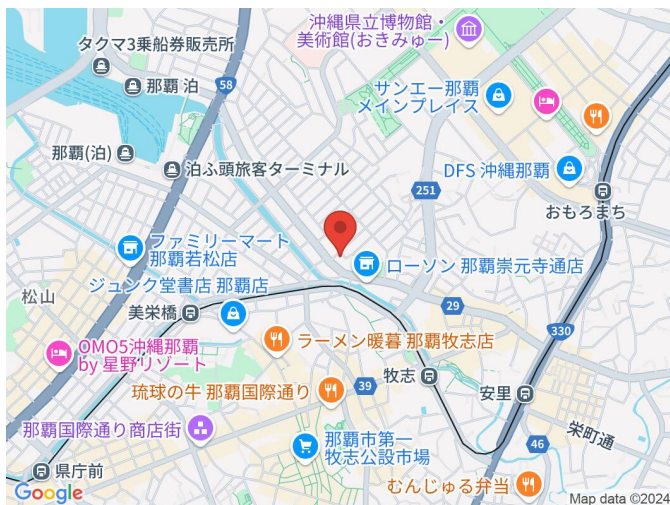 沖縄県立博物館・
美術館(おきみゅー)
タクマ3乗船券販売所
那覇 泊
58
サンエー那覇
メインプレイス
那覇(泊)
泊ふ頭旅客ターミナル
DFS 沖縄那覇
251
おもろまち
ファミリーマート
那覇若松店
ローソン 那覇崇元寺通店
ジュンク堂書店 那覇店
松山
美栄橋
29
330
OMO5沖縄那覇
by 星野リゾート
ラーメン暖暮 那覇牧志店
牧志
琉球の牛 那覇国際通り
39
安里
那覇国際通り商店街
那覇市第一
牧志公設市場
46
栄町通
県庁前
むんじゅる弁当
Google
Map data ©2024